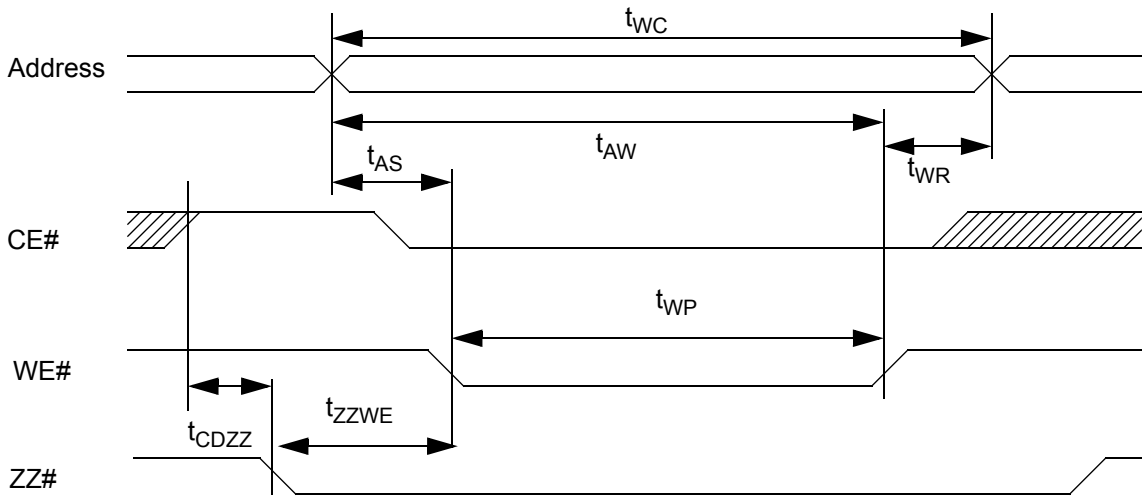 tWC
Address
tAW
tAS
tWR
CE#
tWP
WE#
tZZWE
tCDZZ
ZZ#